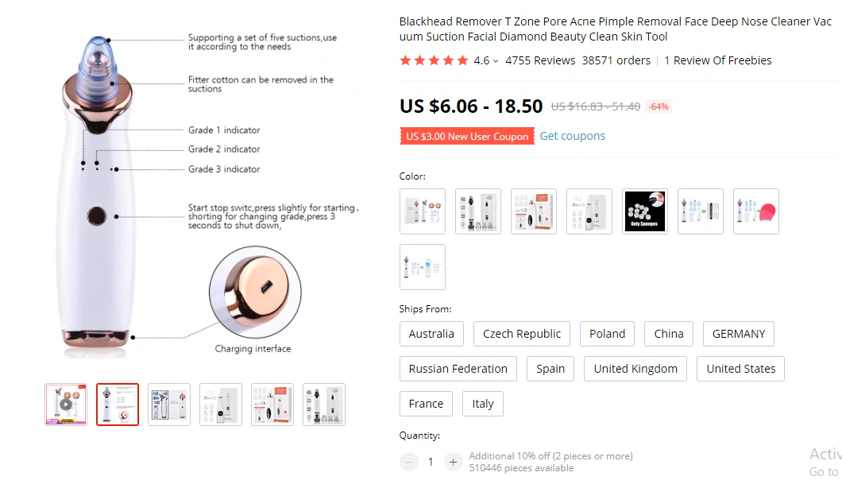 Supporting a set of five suctions,use
it according to the needs
Fitter cotton can be removed in the
suctions
Grade 1 indicator
Grade 2 indicator
Grade 3 indicator
Start stop switc,press slightly for starting,
shorting for changing grade,press 3
seconds to shut down,
Charging interface
Blackhead Remover T Zone Pore Acne Pimple Removal Face Deep Nose Cleaner Vac
uum Suction Facial Diamond Beauty Clean Skin Tool
4.6 4755 Reviews 38571 orders 1 Review Of Freebies
US $6.06 - 18.50 US $16.83 - 51.40 -64%
US $3.00 New User Coupon Get coupons
Color:
Only Sponges
Ships From:
Australia Czech Republic Poland China GERMANY
Russian Federation Spain United Kingdom United States
France Italy
Quantity:
1 Additional 10% off (2 pieces or more)
510446 pieces available
Activ
Go to